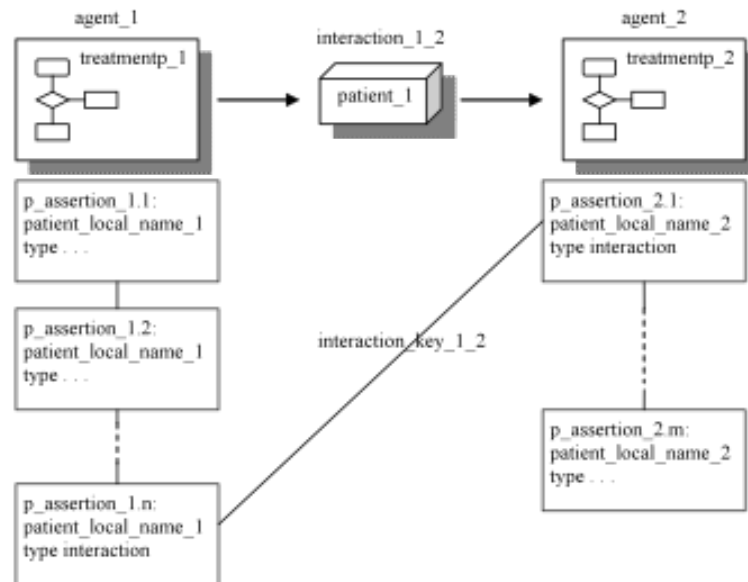 agent_1
treatmentp_1
interaction_1_2
patient_1
agent_2
treatmentp_2
p_assertion_1.1:
patient_local_name_1
type . . .
p_assertion_1.2:
patient_local_name_1
type . . .
p_assertion_1.n:
patient_local_name_1
type interaction
interaction_key_1_2
p_assertion_2.1:
patient_local_name_2
type interaction
p_assertion_2.m:
patient_local_name_2
type . . .